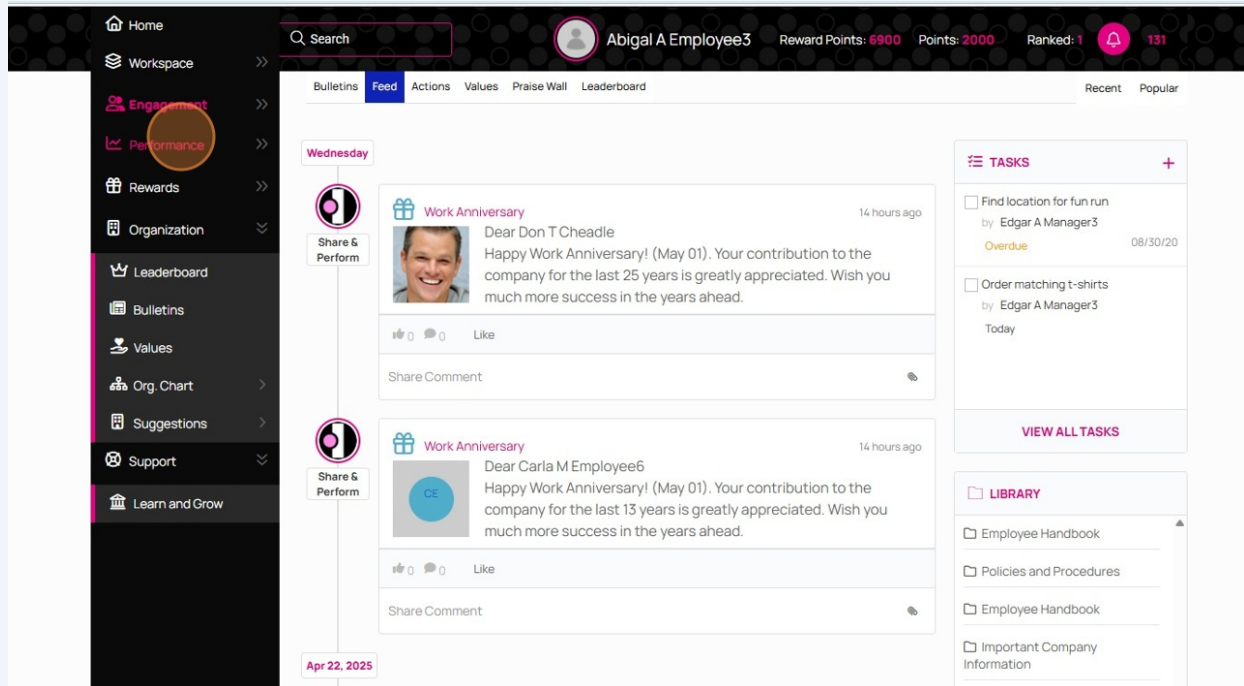 Home
Workspace
Engagement
Performance
Rewards
Organization
Leaderboard
Bulletins
Values
Org. Chart
Suggestions
Support
Learn and Grow
Search
Abigal A Employee3
Reward Points: 6900
Points: 2000
Ranked: 1
131
Bulletins Feed Actions Values Praise Wall Leaderboard
Recent Popular
Wednesday
Share &
Perform
Work Anniversary
14 hours ago
Dear Don T Cheadle
Happy Work Anniversary! (May 01). Your contribution to the
company for the last 25 years is greatly appreciated. Wish you
much more success in the years ahead.
0 0 Like
Share Comment
Share &
Perform
Work Anniversary
14 hours ago
CE
Dear Carla M Employee6
Happy Work Anniversary! (May 01). Your contribution to the
company for the last 13 years is greatly appreciated. Wish you
much more success in the years ahead.
0 0 Like
Share Comment
Apr 22, 2025
TASKS +
Find location for fun run
by Edgar A Manager3
Overdue 08/30/20
Order matching t-shirts
by Edgar A Manager3
Today
VIEW ALL TASKS
LIBRARY
Employee Handbook
Policies and Procedures
Employee Handbook
Important Company
Information